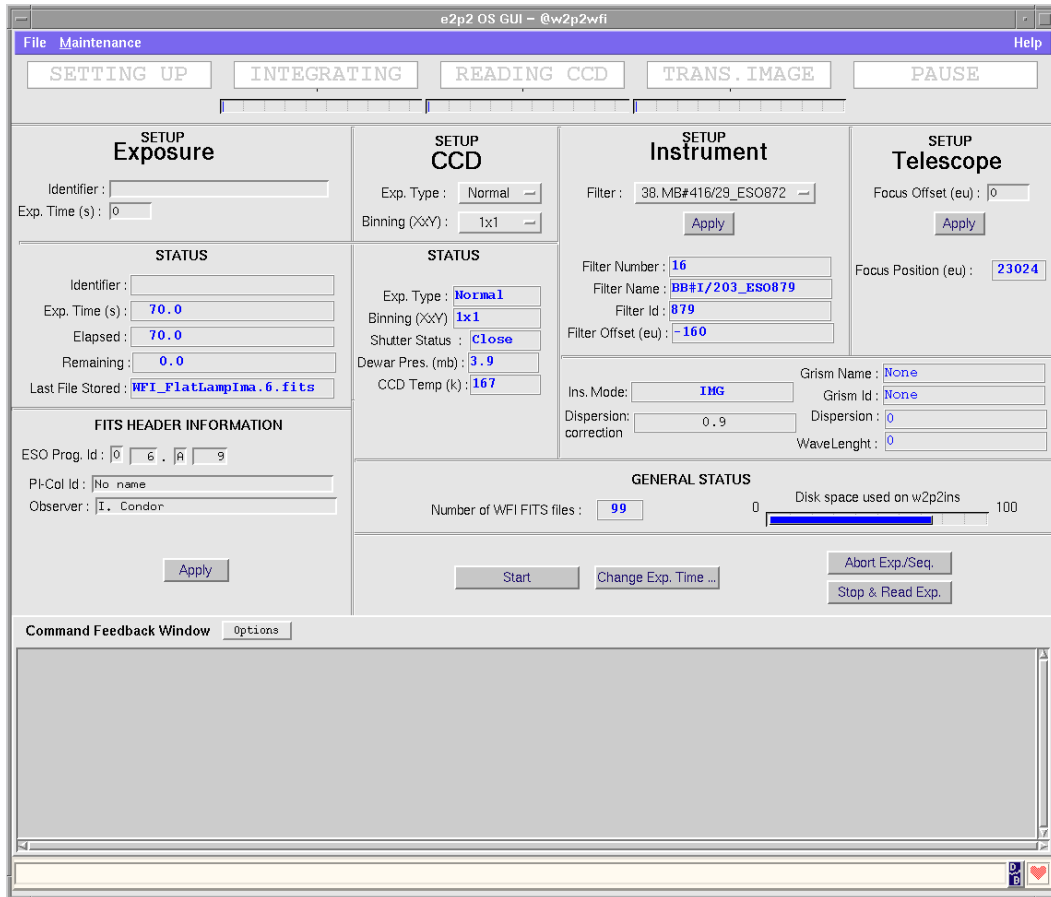 e2p2 OS GUI - @w2p2wfi
File Maintenance Help
SETTING UP INTEGRATING READING CCD TRANS.IMAGE PAUSE
SETUP
Exposure
Identifier :
Exp. Time (s) : 0
SETUP
CCD
Exp. Type : Normal
Binning (XxY) : 1x1
SETUP
Instrument
Filter : 38. MB#416/29_ESO872
Apply
Filter Number : 16
Filter Name : BB#I/203_ESO879
Filter Id : 879
Filter Offset (eu) : -160
SETUP
Telescope
Focus Offset (eu) : 0
Apply
Focus Position (eu) : 23024
STATUS
Identifier :
Exp. Time (s) : 70.0
Elapsed : 70.0
Remaining : 0.0
Last File Stored : WFI_FlatLampIma.6.fits
STATUS
Exp. Type : Normal
Binning (XxY) 1x1
Shutter Status : Close
Dewar Pres. (mb) : 3.9
CCD Temp (k) : 167
Ins. Mode: IMG
Dispersion: correction 0.9
Grism Name : None
Grism Id : None
Dispersion : 0
WaveLenght : 0
FITS HEADER INFORMATION
ESO Prog. Id : 0 6 . A 9
PI-Col Id : No name
Observer : I. Condor
Apply
GENERAL STATUS
Number of WFI FITS files : 99
Disk space used on w2p2ins
0 100
Start Change Exp. Time ... Abort Exp./Seq.
Stop & Read Exp.
Command Feedback Window Options
D
B